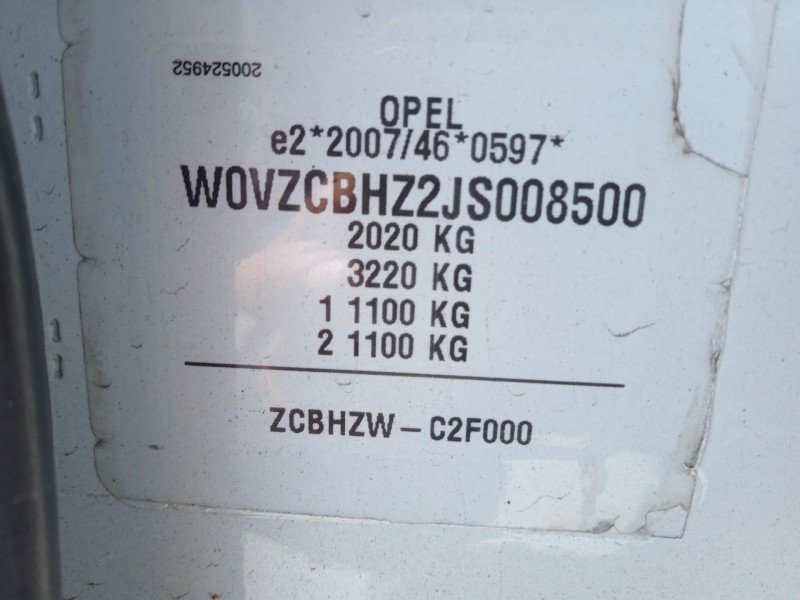 200524952
OPEL
e2*2007/46*0597*
W0VZCBHZ2JS008500
2020 KG
3220 KG
1 1100 KG
2 1100 KG
ZCBHZW – C2F000